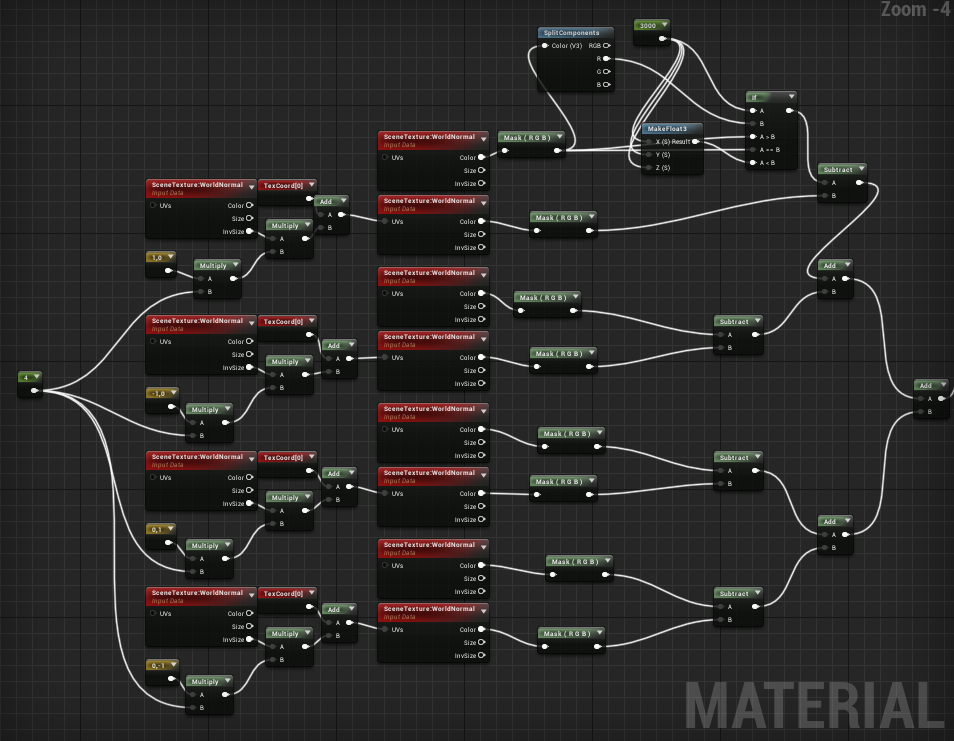 Zoom -4
SplitComponents
Color (V3) RGB
R
G
B
3000
If
A
B
A > B
A == B
A < B
MakeFloat3
X (S) Result
Y (S)
Z (S)
SceneTexture:WorldNormal
Input Data
UVs Color
Size
InvSize
Mask ( R G B )
Subtract
A
B
SceneTexture:WorldNormal
Input Data
UVs Color
Size
InvSize
TexCoord[0]
Add
A
B
Multiply
A
B
SceneTexture:WorldNormal
Input Data
UVs Color
Size
InvSize
Mask ( R G B )
1,0
Multiply
A
B
Add
A
B
SceneTexture:WorldNormal
Input Data
UVs Color
Size
InvSize
Mask ( R G B )
Subtract
A
B
SceneTexture:WorldNormal
Input Data
UVs Color
Size
InvSize
TexCoord[0]
Add
A
B
Multiply
A
B
SceneTexture:WorldNormal
Input Data
UVs Color
Size
InvSize
Mask ( R G B )
4
-1,0
Multiply
A
B
Add
A
B
SceneTexture:WorldNormal
Input Data
UVs Color
Size
InvSize
Mask ( R G B )
Subtract
A
B
SceneTexture:WorldNormal
Input Data
UVs Color
Size
InvSize
TexCoord[0]
Add
A
B
Multiply
A
B
SceneTexture:WorldNormal
Input Data
UVs Color
Size
InvSize
Mask ( R G B )
0,1
Multiply
A
B
Add
A
B
SceneTexture:WorldNormal
Input Data
UVs Color
Size
InvSize
Mask ( R G B )
Subtract
A
B
SceneTexture:WorldNormal
Input Data
UVs Color
Size
InvSize
TexCoord[0]
Add
A
B
Multiply
A
B
SceneTexture:WorldNormal
Input Data
UVs Color
Size
InvSize
Mask ( R G B )
0,-1
Multiply
A
B
MATERIAL